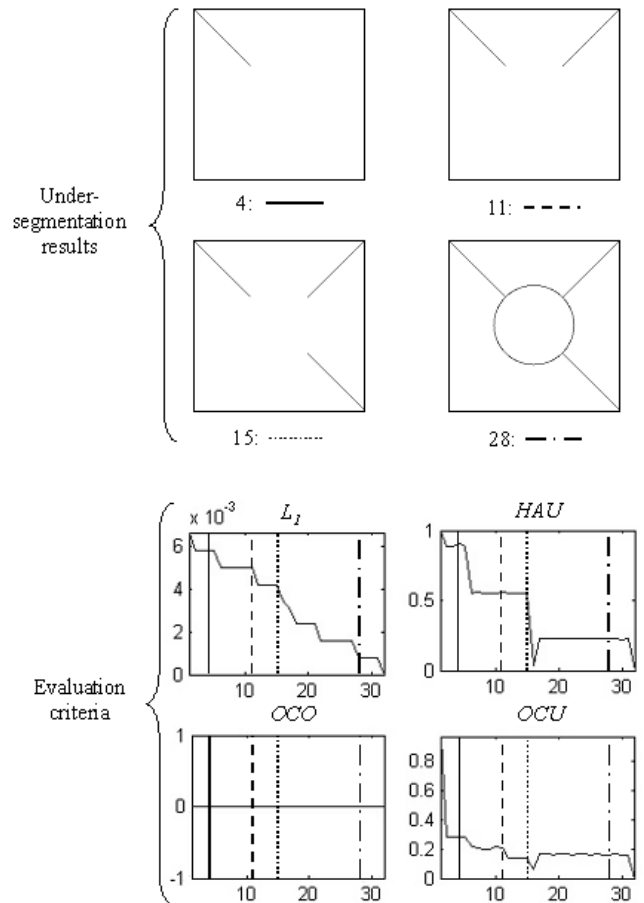 Under-
segmentation
results
4:
11:
15:
28:
Evaluation
criteria
x 10⁻³
L₁
6
4
2
0
10 20 30
HAU
1
0.5
0
10 20 30
OCO
1
0
-1
10 20 30
OCU
0.8
0.6
0.4
0.2
0
10 20 30